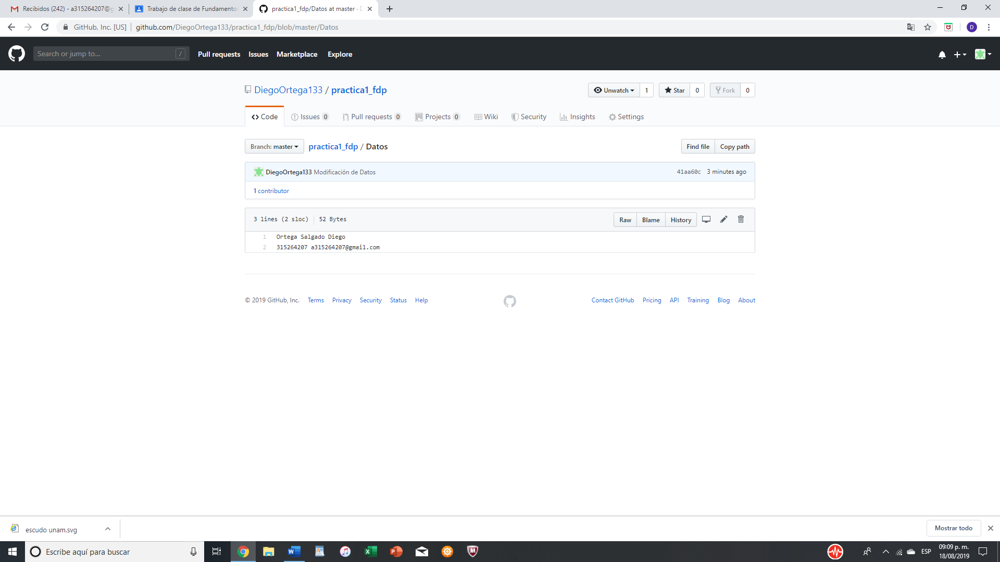 Recibidos (242) - a315264207@g
Trabajo de clase de Fundamentos
practica1_fdp/Datos at master · D
GitHub, Inc. [US] | github.com/DiegoOrtega133/practica1_fdp/blob/master/Datos
D
Search or jump to... /
Pull requests Issues Marketplace Explore
DiegoOrtega133 / practica1_fdp
Unwatch 1 Star 0 Fork 0
Code Issues 0 Pull requests 0 Projects 0 Wiki Security Insights Settings
Branch: master practica1_fdp / Datos Find file Copy path
DiegoOrtega133 Modificación de Datos 41aa60c 3 minutes ago
1 contributor
3 lines (2 sloc) 52 Bytes Raw Blame History
1 Ortega Salgado Diego
2 315264207 a315264207@gmail.com
© 2019 GitHub, Inc. Terms Privacy Security Status Help Contact GitHub Pricing API Training Blog About
escudo unam.svg Mostrar todo
Escribe aquí para buscar
ESP
09:09 p. m.
18/08/2019